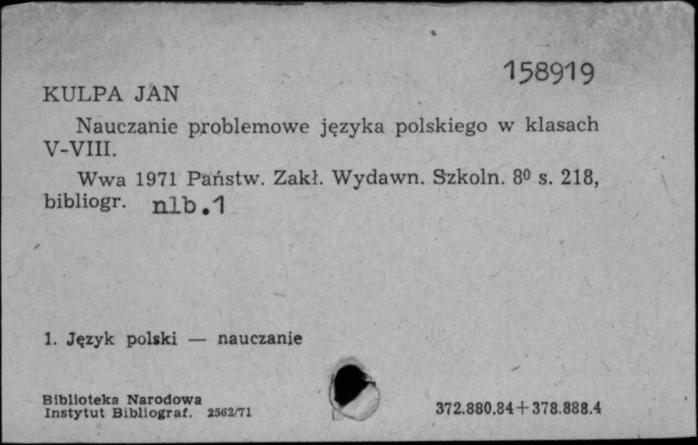 158919
KULPA JAN
Nauczanie problemowe języka polskiego w klasach
V-VIII.
Wwa 1971 Państw. Zakł. Wydawn. Szkoln. 8⁰ s. 218,
bibliogr. nlb.1
1. Język polski — nauczanie
Biblioteka Narodowa
Instytut Bibliograf. 2562/71
372.880.84+378.888.4